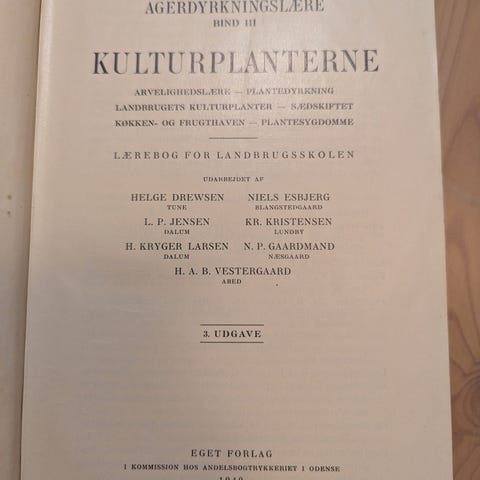 AGERDYRKNINGSLÆRE
BIND III
KULTURPLANTERNE
ARVELIGHEDSLÆRE — PLANTEDYRKNING
LANDBRUGETS KULTURPLANTER — SÆDSKIFTET
KØKKEN- OG FRUGTHAVEN — PLANTESYGDOMME
LÆREBOG FOR LANDBRUGSSKOLEN
UDARBEJDET AF
HELGE DREWSEN NIELS ESBJERG
TUNE BLANGSTEDGAARD
L. P. JENSEN KR. KRISTENSEN
DALUM LUNDBY
H. KRYGER LARSEN N. P. GAARDMAND
DALUM NÆSGAARD
H. A. B. VESTERGAARD
ABED
3. UDGAVE
EGET FORLAG
I KOMMISSION HOS ANDELSBOGTRYKKERIET I ODENSE